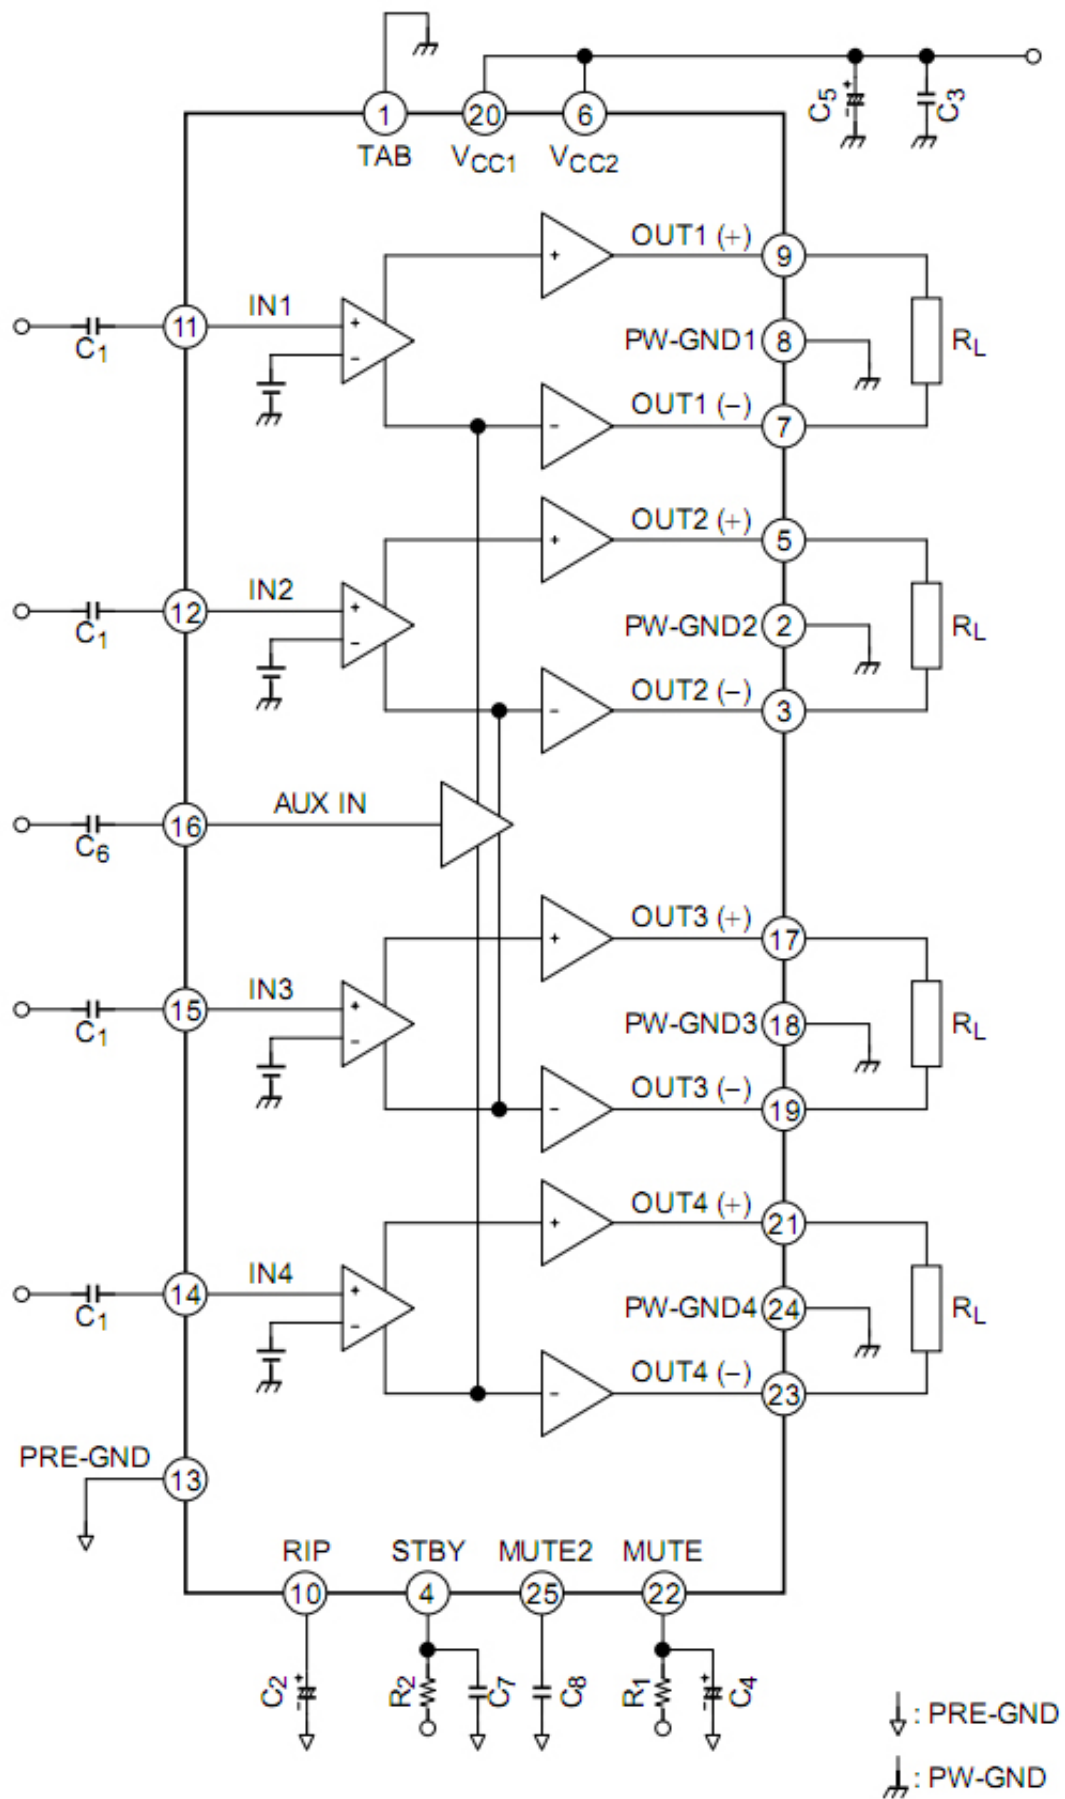 1 20 6
TAB VCC1 VCC2
C5 + - C3
OUT1 (+) 9
+
IN1 11
C1
+
-
PW-GND1 8
RL
OUT1 (−) 7
-
OUT2 (+) 5
+
IN2 12
C1
+
-
PW-GND2 2
RL
OUT2 (−) 3
-
AUX IN 16
C6
OUT3 (+) 17
+
IN3 15
C1
+
-
PW-GND3 18
RL
OUT3 (−) 19
-
OUT4 (+) 21
+
IN4 14
C1
+
-
PW-GND4 24
RL
OUT4 (−) 23
-
PRE-GND 13
RIP STBY MUTE2 MUTE
10 4 25 22
C2 + - R2 C7 C8 R1 + - C4
: PRE-GND
: PW-GND